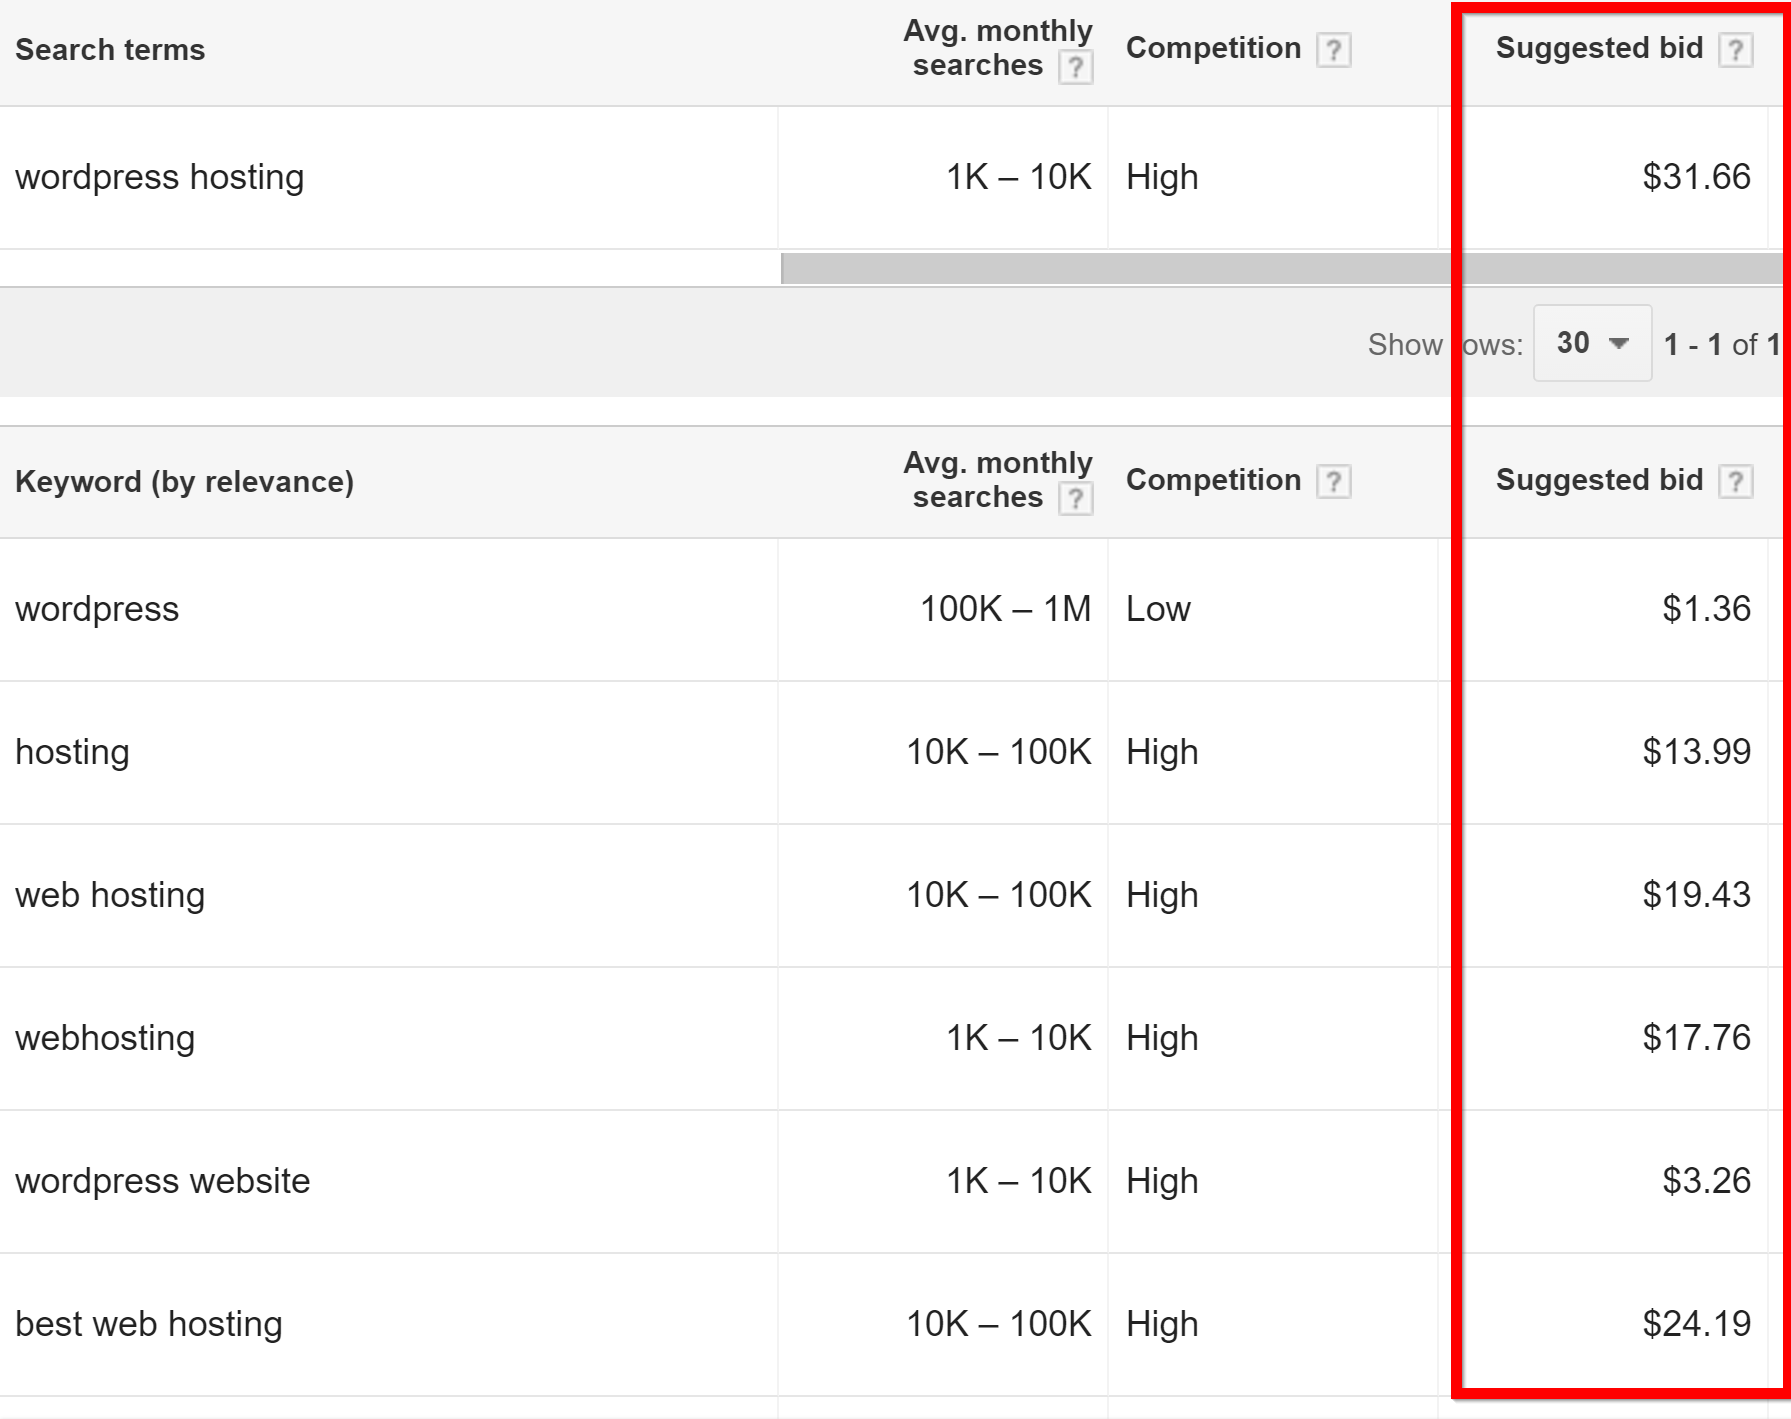 Search terms Avg. monthly searches ? Competition ? Suggested bid ?
wordpress hosting 1K – 10K High $31.66
Show ows: 30 1 - 1 of 1
Keyword (by relevance) Avg. monthly searches ? Competition ? Suggested bid ?
wordpress 100K – 1M Low $1.36
hosting 10K – 100K High $13.99
web hosting 10K – 100K High $19.43
webhosting 1K – 10K High $17.76
wordpress website 1K – 10K High $3.26
best web hosting 10K – 100K High $24.19